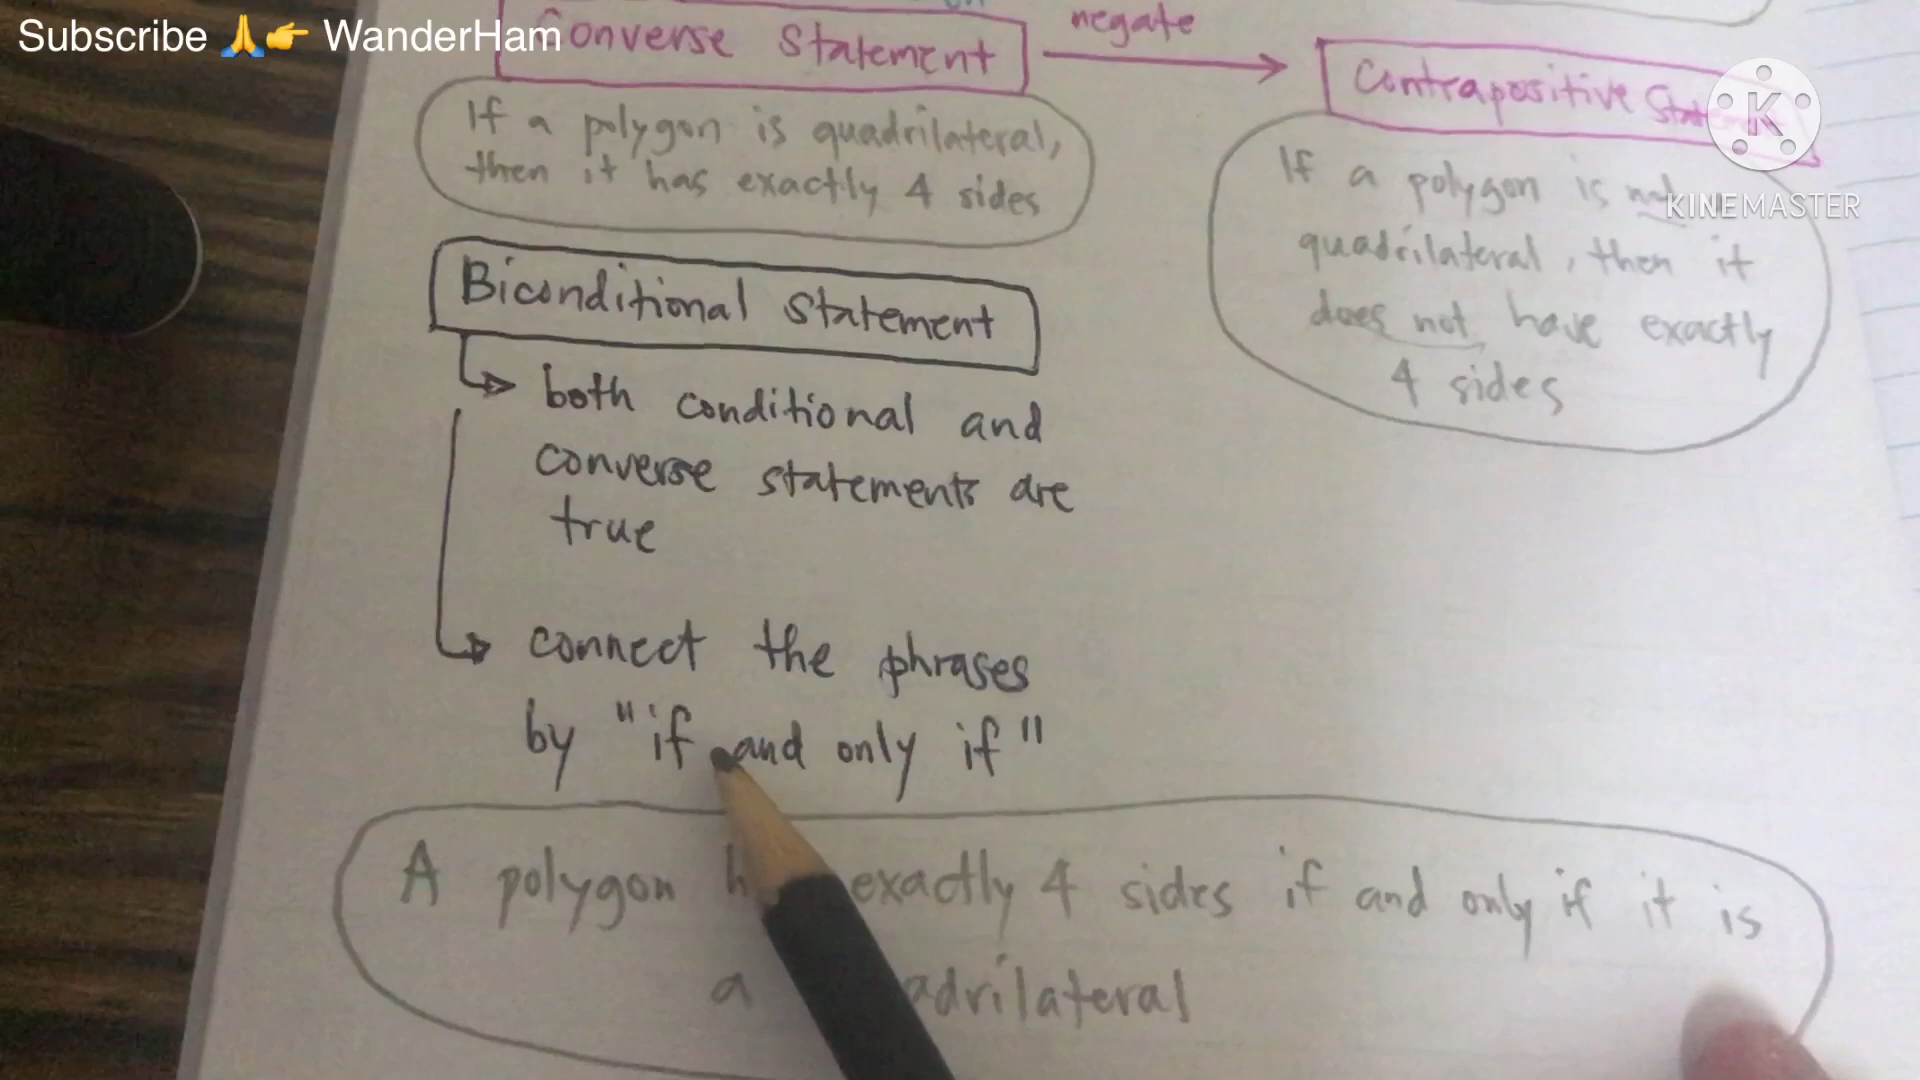 Subscribe 🙏👉 WanderHam
Converse Statement
negate
Contrapositive
KINEMASTER
If a polygon is quadrilateral,
then it has exactly 4 sides
If a polygon is
quadrilateral, then it
does not have exactly
4 sides
Biconditional Statement
both conditional and
converse statements are
true
connect the phrases
by "if and only if"
A polygon exactly 4 sides if and only if it is
a